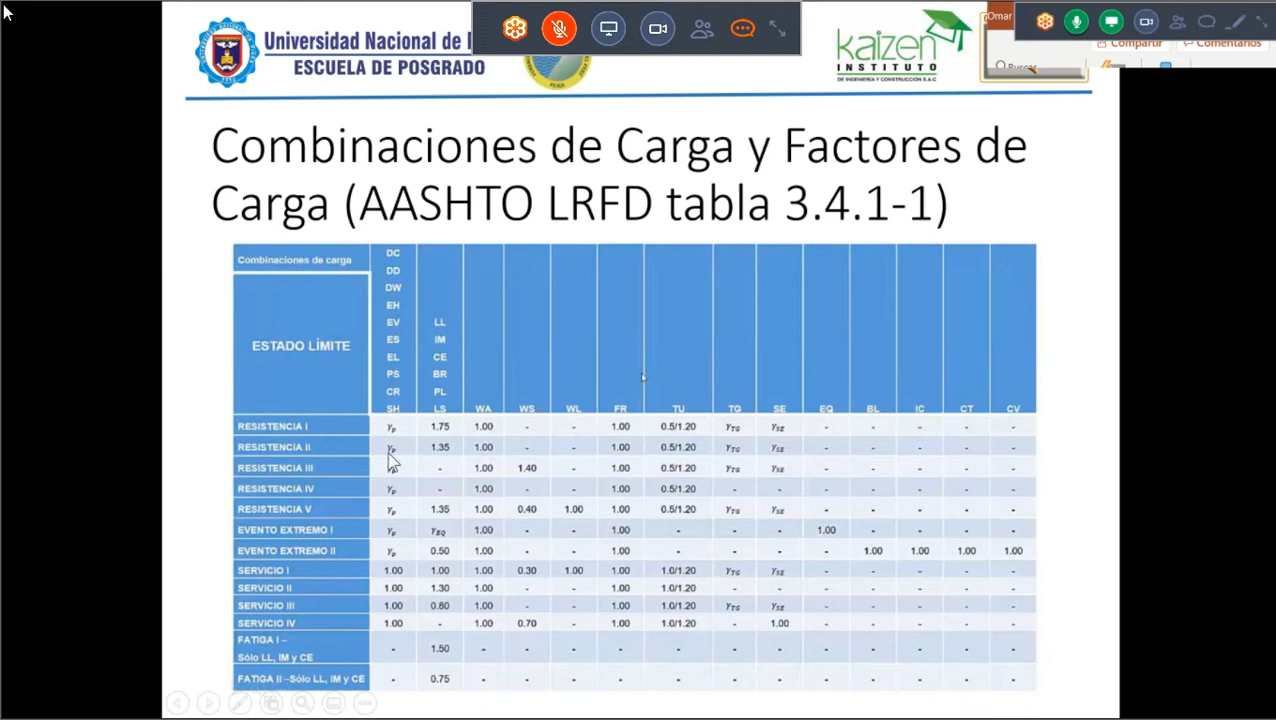 Universidad Nacional de
ESCUELA DE POSGRADO
kaizen
INSTITUTO
DE INGENIERÍA Y CONSTRUCCIÓN S.A.C
Omar
Compartir
Comentarios
Buscar
Combinaciones de Carga y Factores de
Carga (AASHTO LRFD tabla 3.4.1-1)
Combinaciones de carga
ESTADO LÍMITE
DC
DD
DW
EH
EV
ES
EL
PS
CR
SH
LL
IM
CE
BR
PL
LS
WA WS WL FR TU TG SE EQ BL IC CT CV
RESISTENCIA I γp 1.75 1.00 - - 1.00 0.5/1.20 γTG γSE - - - - -
RESISTENCIA II γp 1.35 1.00 - - 1.00 0.5/1.20 γTG γSE - - - - -
RESISTENCIA III γp - 1.00 1.40 - 1.00 0.5/1.20 γTG γSE - - - - -
RESISTENCIA IV γp - 1.00 - - 1.00 0.5/1.20 - - - - - - -
RESISTENCIA V γp 1.35 1.00 0.40 1.00 1.00 0.5/1.20 γTG γSE - - - - -
EVENTO EXTREMO I γp γEQ 1.00 - - 1.00 - - - 1.00 - - - -
EVENTO EXTREMO II γp 0.50 1.00 - - 1.00 - - - - 1.00 1.00 1.00 1.00
SERVICIO I 1.00 1.00 1.00 0.30 1.00 1.00 1.0/1.20 γTG γSE - - - - -
SERVICIO II 1.00 1.30 1.00 - - 1.00 1.0/1.20 - - - - - - -
SERVICIO III 1.00 0.80 1.00 - - 1.00 1.0/1.20 γTG γSE - - - - -
SERVICIO IV 1.00 - 1.00 0.70 - 1.00 1.0/1.20 - 1.00 - - - - -
FATIGA I –
Sólo LL, IM y CE - 1.50 - - - - - - - - - - - -
FATIGA II –Sólo LL, IM y CE - 0.75 - - - - - - - - - - - -